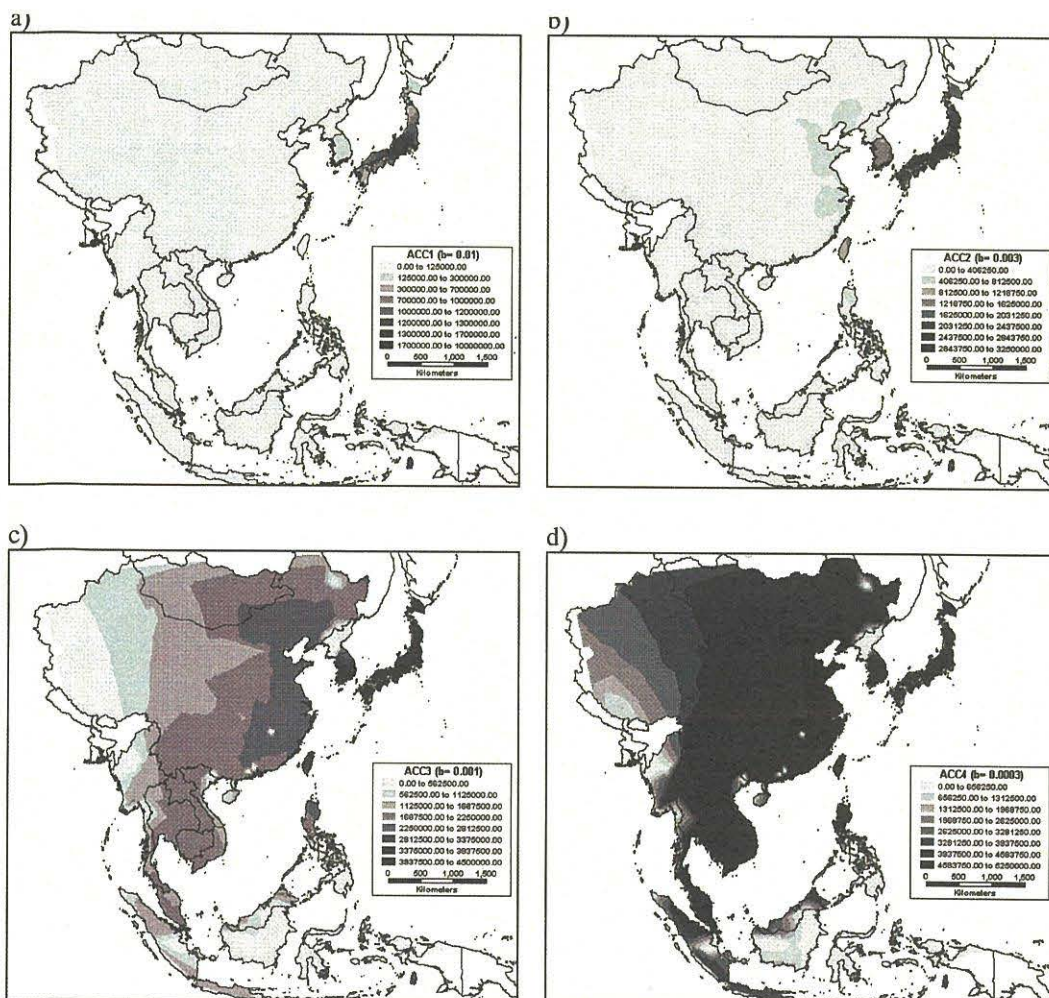 a)
b)
ACC1 (b= 0.01)
0.00 to 125000.00
125000.00 to 300000.00
300000.00 to 700000.00
700000.00 to 1000000.00
1000000.00 to 1200000.00
1200000.00 to 1300000.00
1300000.00 to 1700000.00
1700000.00 to 10000000.00
0 500 1,000 1,500
Kilometers
ACC2 (b= 0.003)
0.00 to 406250.00
406250.00 to 812500.00
812500.00 to 1218750.00
1218750.00 to 1625000.00
1625000.00 to 2031250.00
2031250.00 to 2437500.00
2437500.00 to 2843750.00
2843750.00 to 3250000.00
0 500 1,000 1,500
Kilometers
c)
d)
ACC3 (b= 0.001)
0.00 to 562500.00
562500.00 to 1125000.00
1125000.00 to 1687500.00
1687500.00 to 2250000.00
2250000.00 to 2812500.00
2812500.00 to 3375000.00
3375000.00 to 3937500.00
3937500.00 to 4500000.00
0 500 1,000 1,500
Kilometers
ACC4 (b= 0.0003)
0.00 to 656250.00
656250.00 to 1312500.00
1312500.00 to 1968750.00
1968750.00 to 2625000.00
2625000.00 to 3281250.00
3281250.00 to 3937500.00
3937500.00 to 4593750.00
4593750.00 to 5250000.00
0 500 1,000 1,500
Kilometers